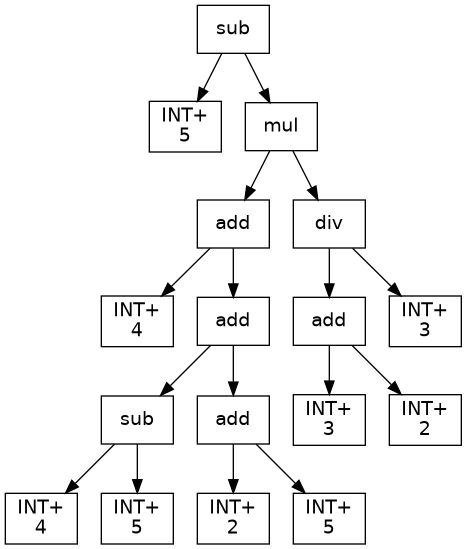 sub
INT+
5
mul
add
div
INT+
4
add
add
INT+
3
sub
add
INT+
3
INT+
2
INT+
4
INT+
5
INT+
2
INT+
5